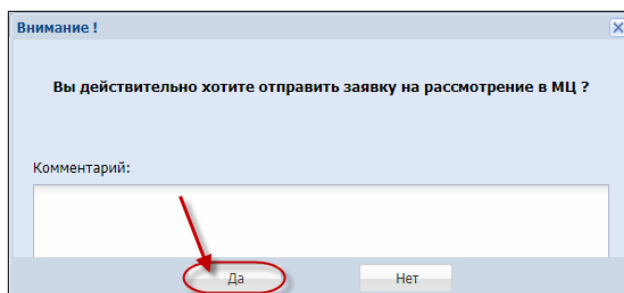 Внимание !
Вы действительно хотите отправить заявку на рассмотрение в МЦ ?
Комментарий:
Да Нет